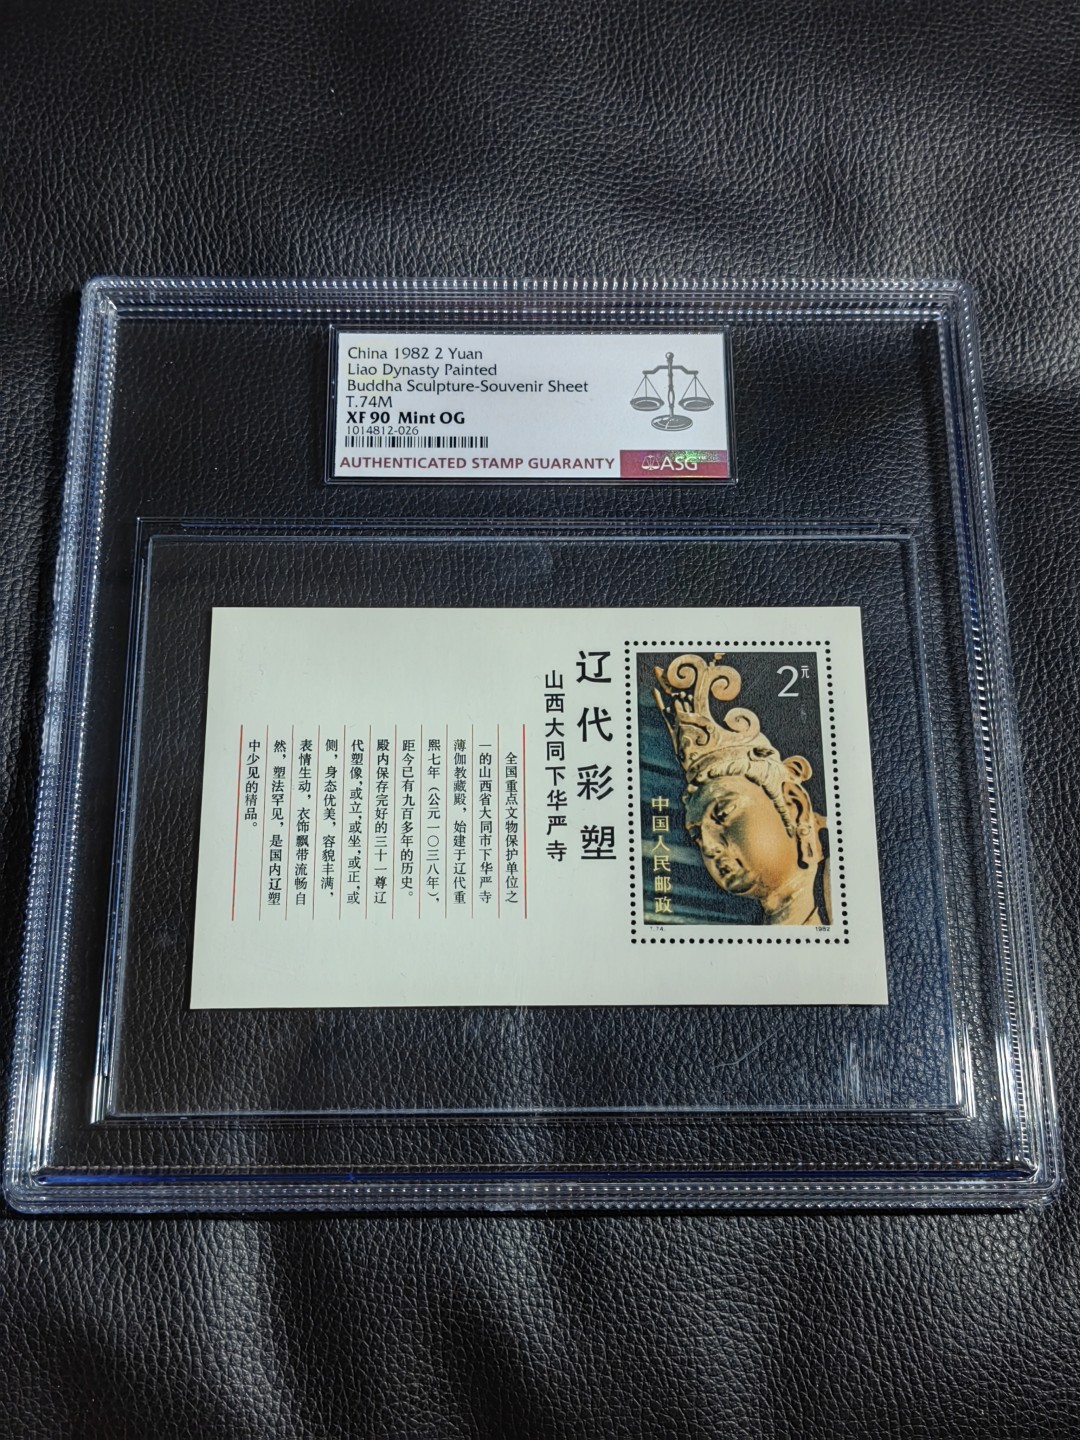 China 1982 2 Yuan
Liao Dynasty Painted
Buddha Sculpture-Souvenir Sheet
T.74M
XF 90 Mint OG
1014812-026
AUTHENTICATED STAMP GUARANTY
ASG
2元
中国人民邮政
T.74.
1982
辽代彩塑
山西大同下华严寺
全国重点文物保护单位之
一的山西省大同市下华严寺
薄伽教藏殿，始建于辽代重
熙七年（公元一〇三八年），
距今已有九百多年的历史。
殿内保存完好的三十一尊辽
代塑像，或立，或坐，或正，或
侧，身态优美，容貌丰满，
表情生动，衣饰飘带流畅自
然，塑法罕见，是国内辽塑
中少见的精品。